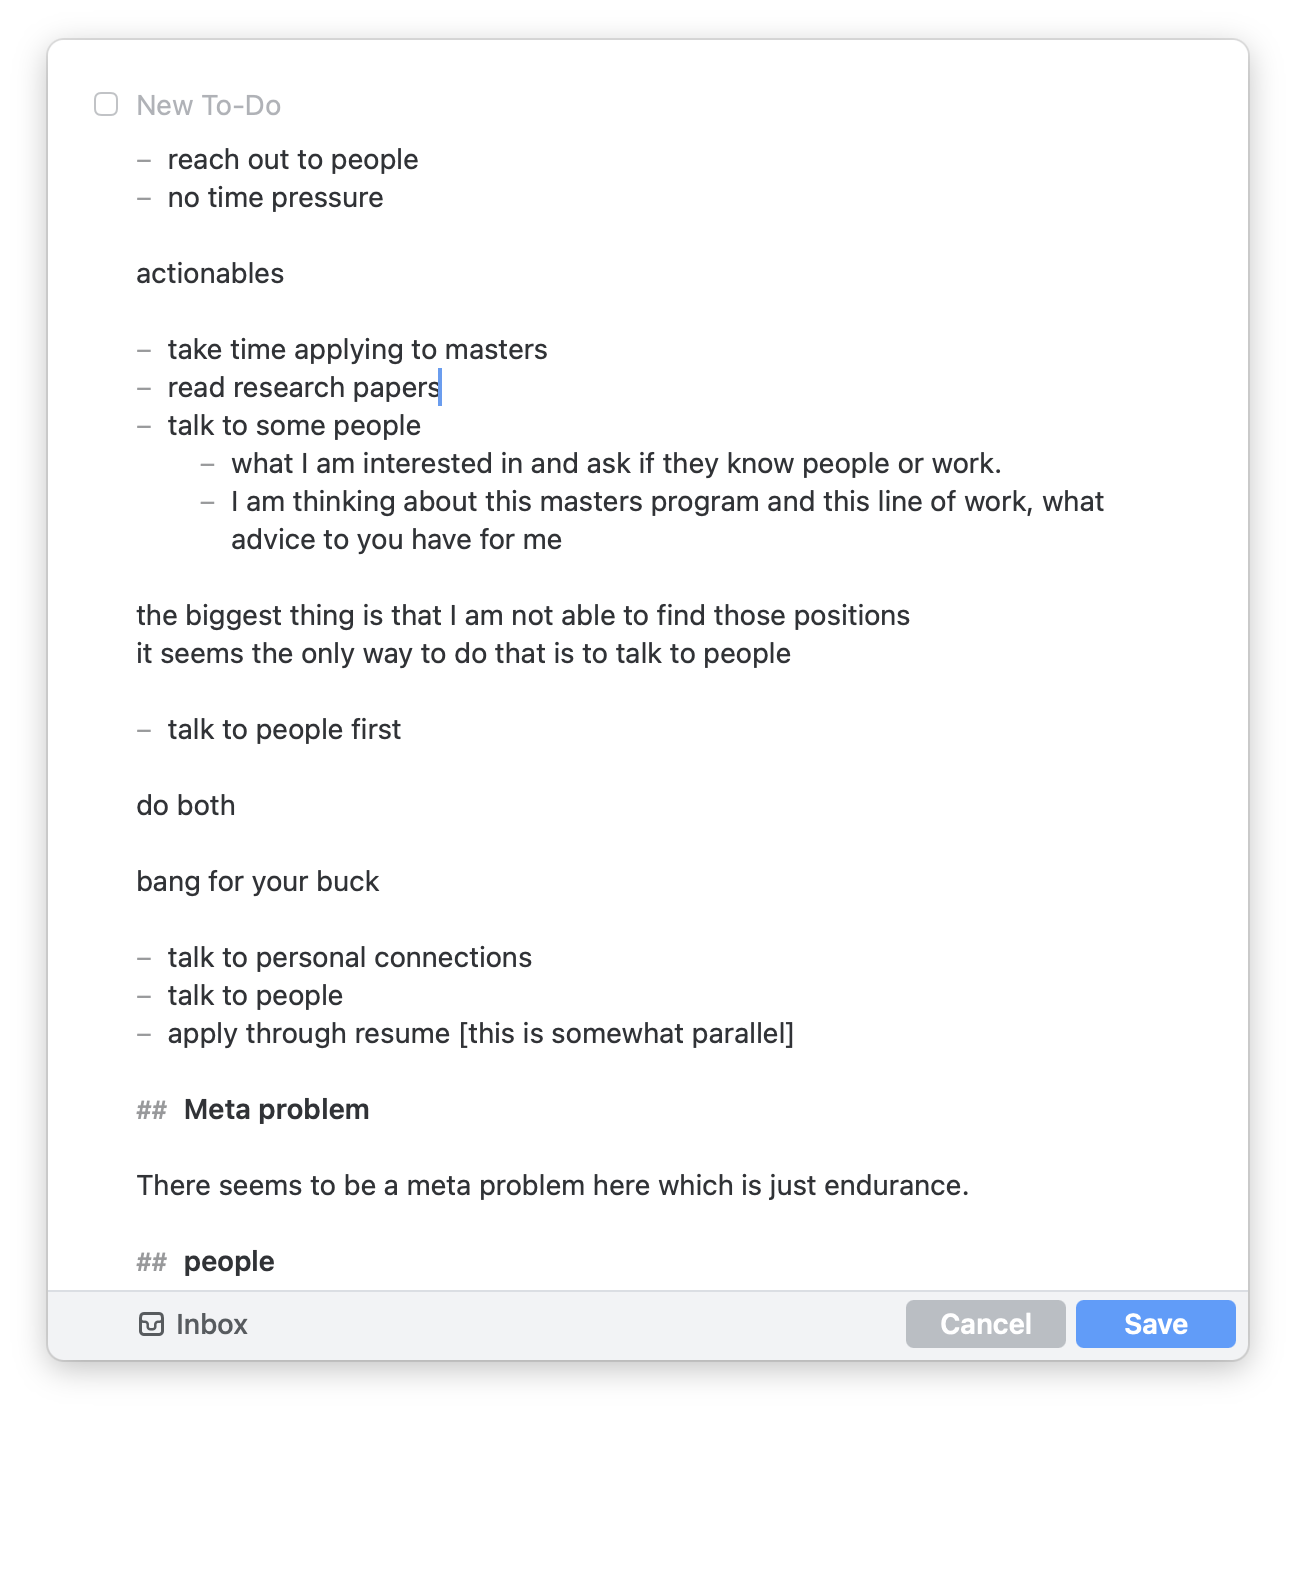 New To-Do
– reach out to people
– no time pressure
actionables
– take time applying to masters
– read research papers
– talk to some people
– what I am interested in and ask if they know people or work.
– I am thinking about this masters program and this line of work, what
advice to you have for me
the biggest thing is that I am not able to find those positions
it seems the only way to do that is to talk to people
– talk to people first
do both
bang for your buck
– talk to personal connections
– talk to people
– apply through resume [this is somewhat parallel]
## Meta problem
There seems to be a meta problem here which is just endurance.
## people
Inbox
Cancel
Save